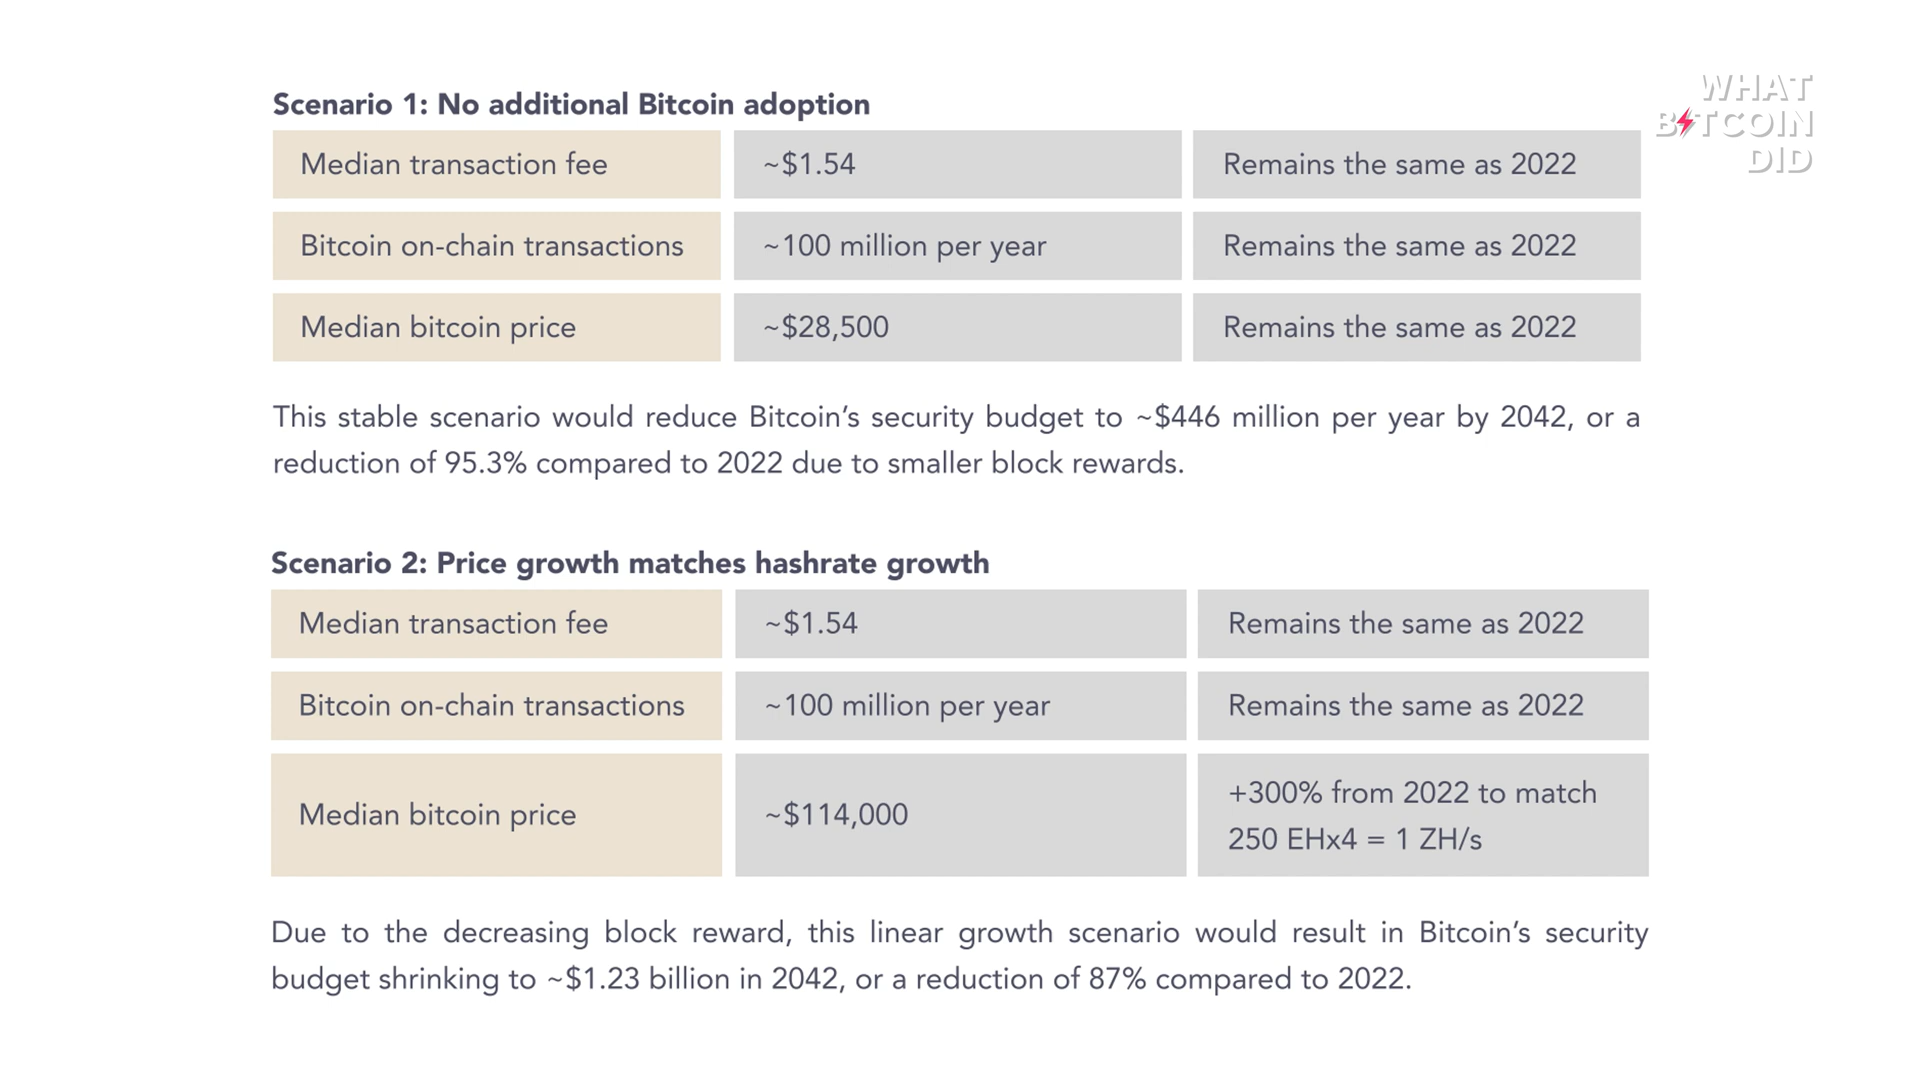 WHAT
BITCOIN
DID
Scenario 1: No additional Bitcoin adoption
Median transaction fee
~$1.54
Remains the same as 2022
Bitcoin on-chain transactions
~100 million per year
Remains the same as 2022
Median bitcoin price
~$28,500
Remains the same as 2022
This stable scenario would reduce Bitcoin’s security budget to ~$446 million per year by 2042, or a
reduction of 95.3% compared to 2022 due to smaller block rewards.
Scenario 2: Price growth matches hashrate growth
Median transaction fee
~$1.54
Remains the same as 2022
Bitcoin on-chain transactions
~100 million per year
Remains the same as 2022
Median bitcoin price
~$114,000
+300% from 2022 to match
250 EHx4 = 1 ZH/s
Due to the decreasing block reward, this linear growth scenario would result in Bitcoin’s security
budget shrinking to ~$1.23 billion in 2042, or a reduction of 87% compared to 2022.